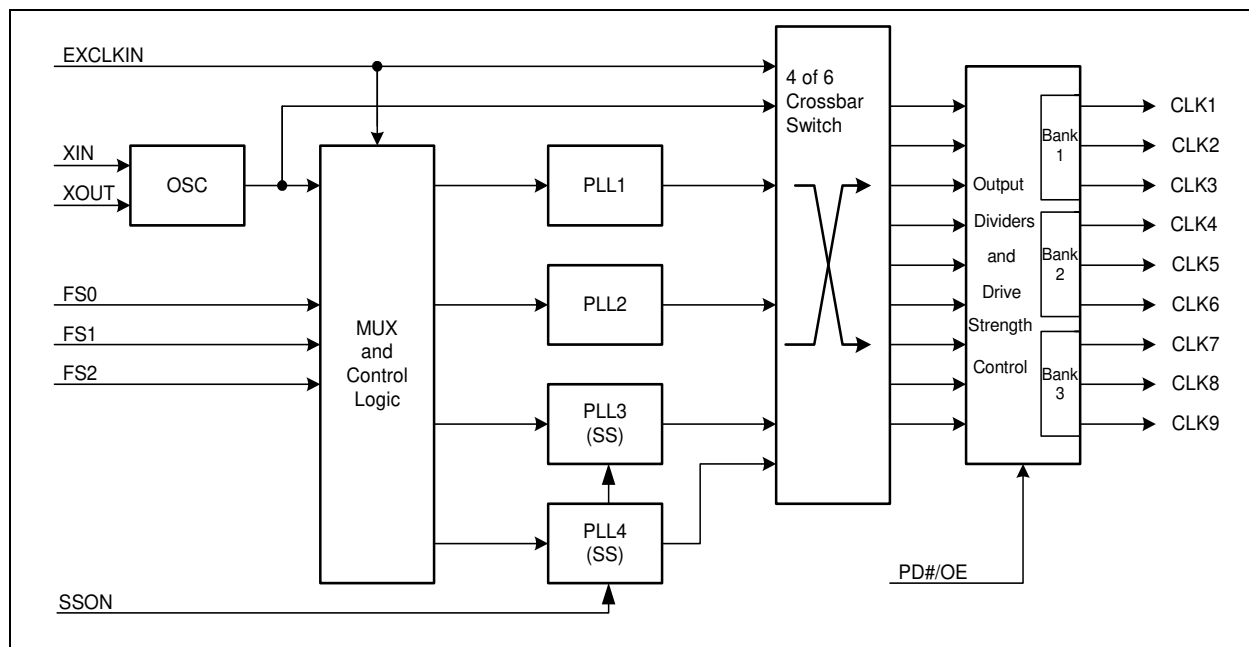 EXCLKIN
XIN
XOUT
OSC
FS0
FS1
FS2
SSON
MUX
and
Control
Logic
PLL1
PLL2
PLL3
(SS)
PLL4
(SS)
4 of 6
Crossbar
Switch
Output
Dividers
and
Drive
Strength
Control
Bank
1
Bank
2
Bank
3
CLK1
CLK2
CLK3
CLK4
CLK5
CLK6
CLK7
CLK8
CLK9
PD#/OE